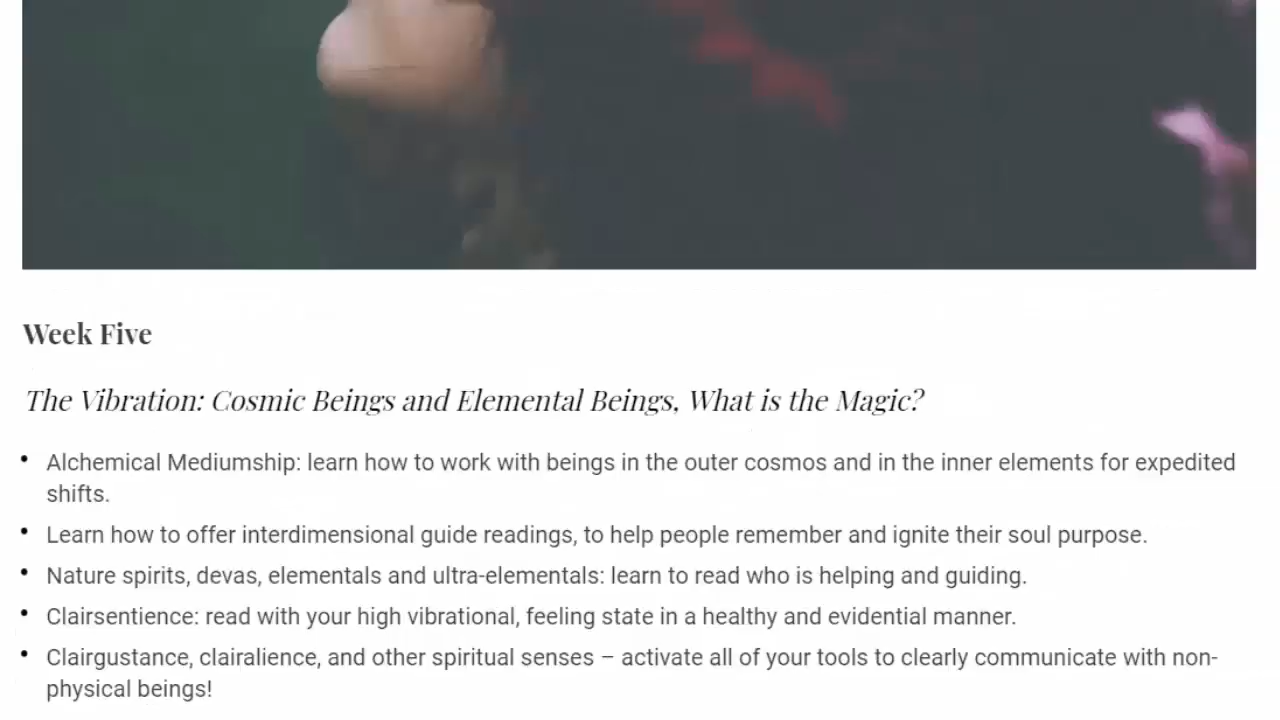 Week Five
The Vibration: Cosmic Beings and Elemental Beings, What is the Magic?
• Alchemical Mediumship: learn how to work with beings in the outer cosmos and in the inner elements for expedited
shifts.
• Learn how to offer interdimensional guide readings, to help people remember and ignite their soul purpose.
• Nature spirits, devas, elementals and ultra-elementals: learn to read who is helping and guiding.
• Clairsentience: read with your high vibrational, feeling state in a healthy and evidential manner.
• Clairgustance, clairalience, and other spiritual senses – activate all of your tools to clearly communicate with non-
physical beings!